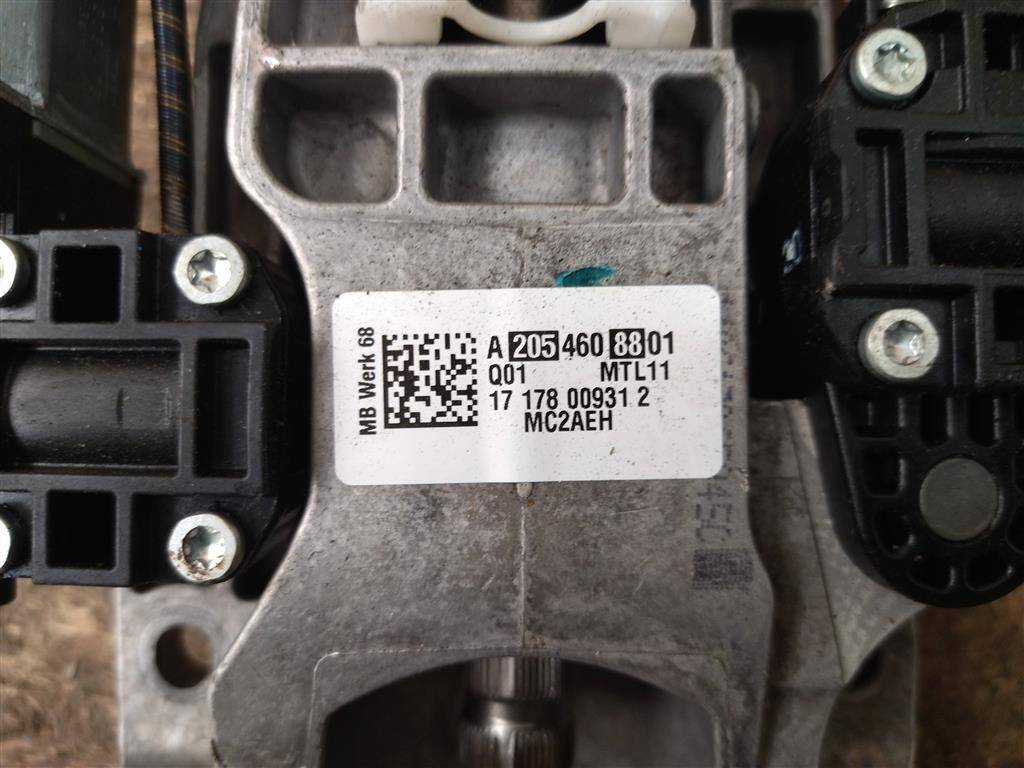 MB Werk 68
A 205 460 88 01
Q01 MTL11
17 178 00931 2
MC2AEH